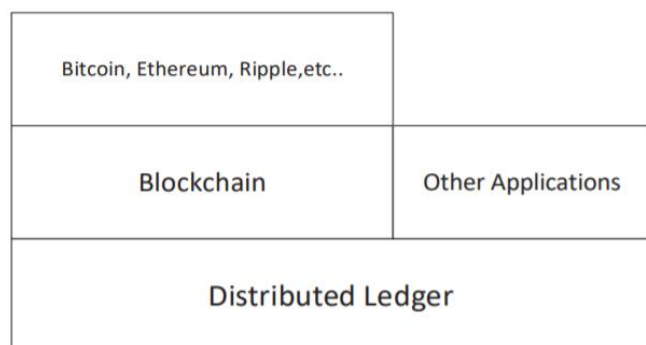 Bitcoin, Ethereum, Ripple,etc..
Blockchain
Other Applications
Distributed Ledger